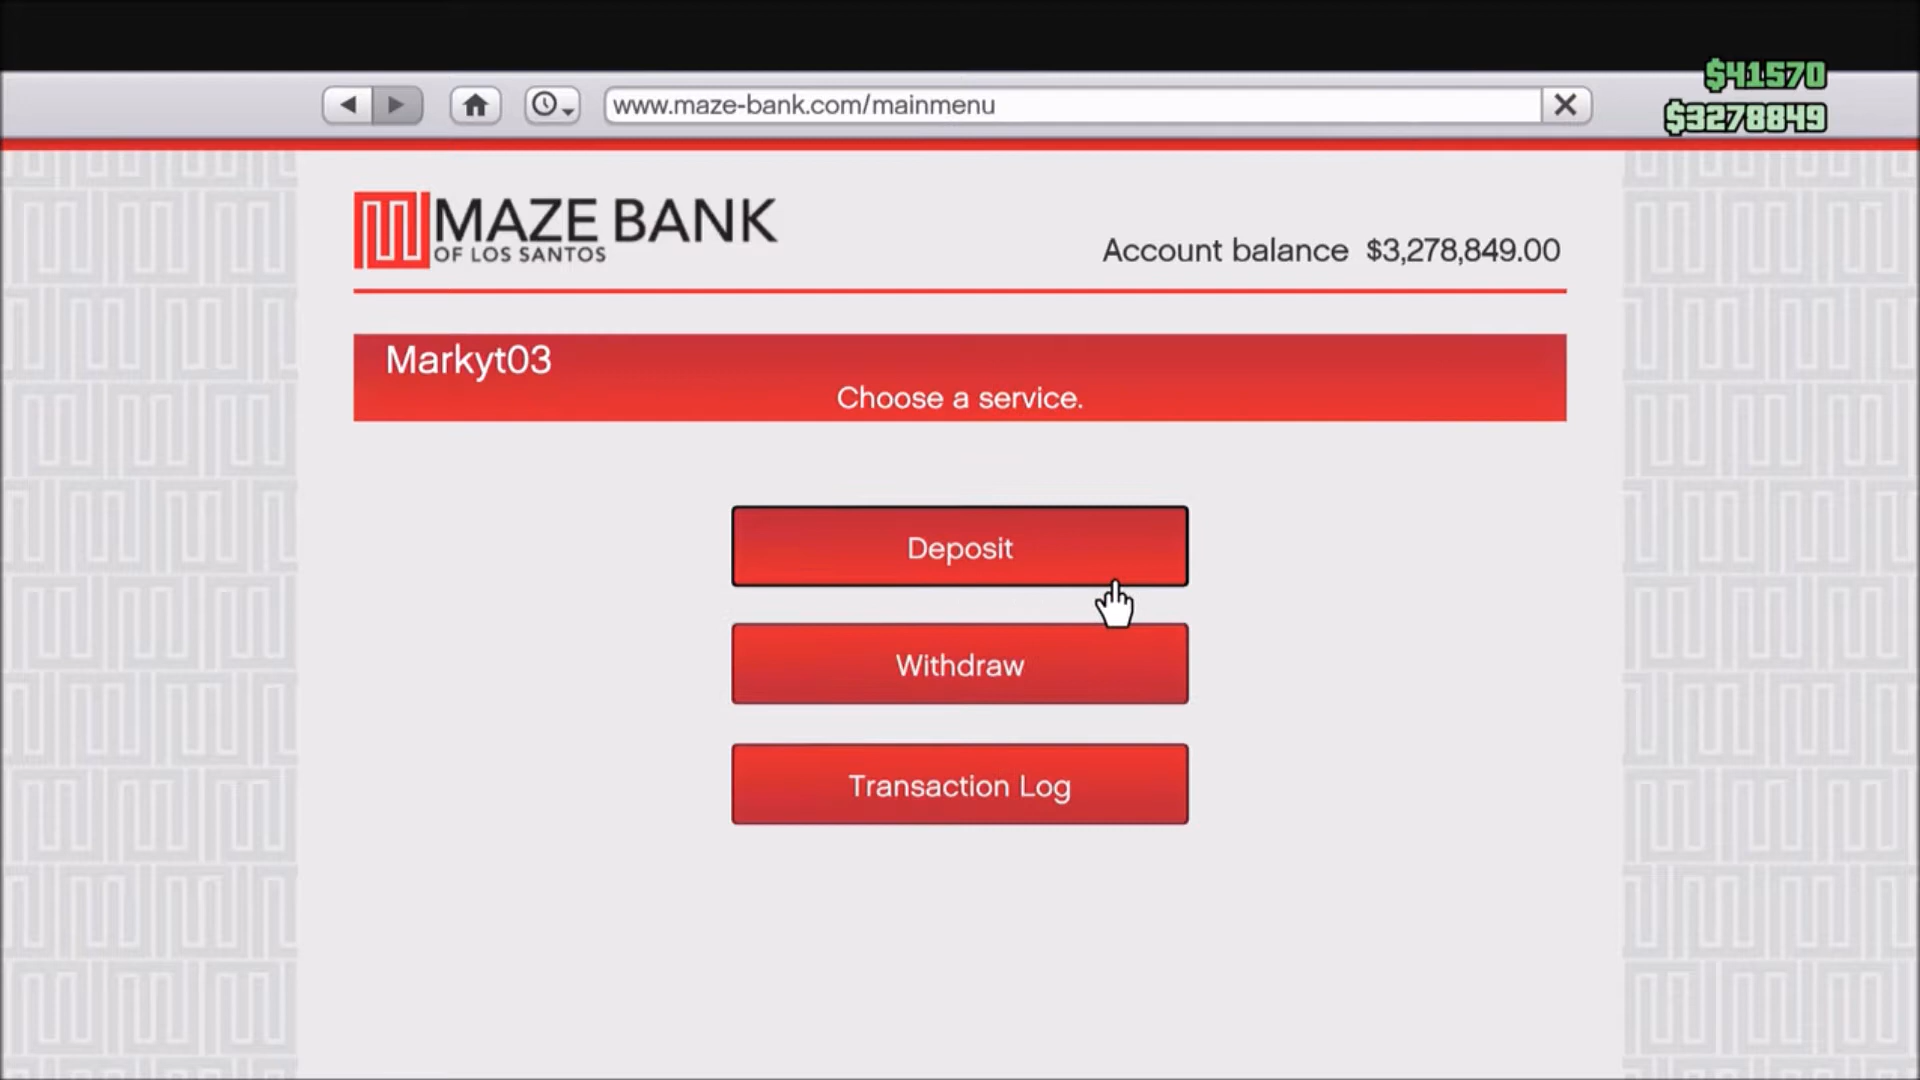 $41570
www.maze-bank.com/mainmenu
$3278849
MAZE BANK
OF LOS SANTOS
Account balance $3,278,849.00
Markyt03
Choose a service.
Deposit
Withdraw
Transaction Log